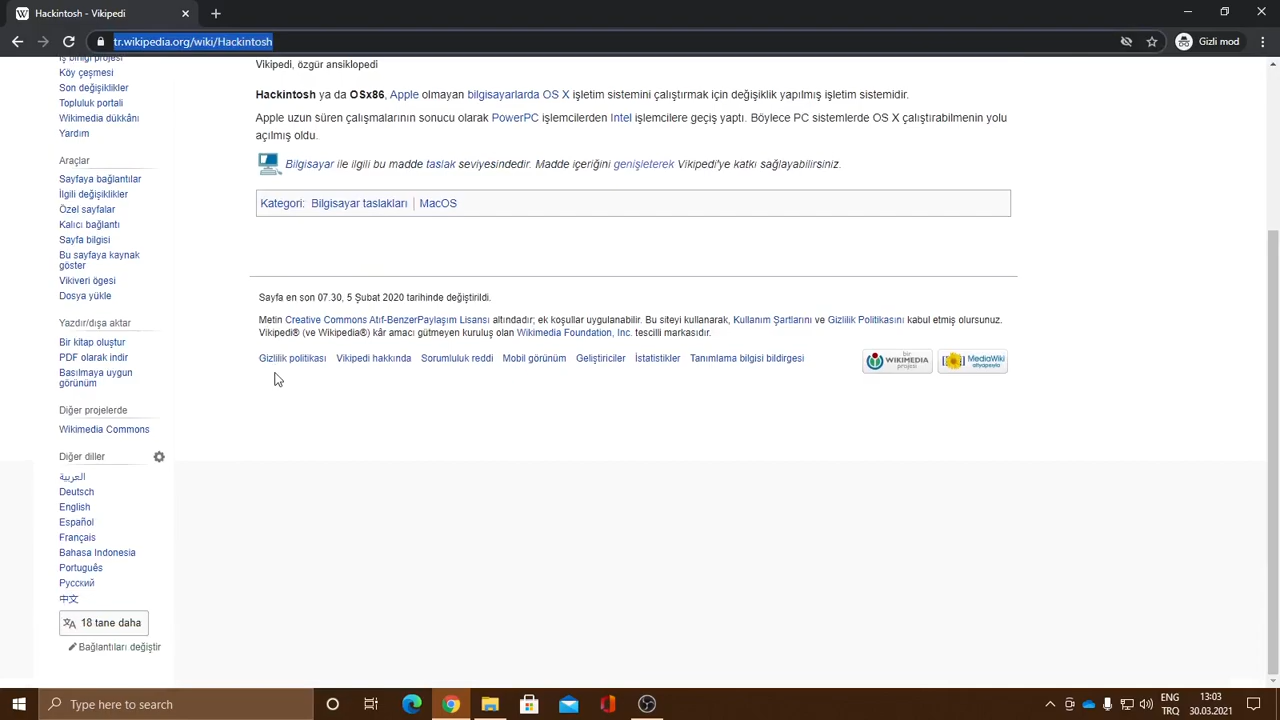 Hackintosh -
tr.wikipedia.org/wiki/Hackintosh
Gizli mod
İş birliği projesi
Köy çeşmesi
Son değişiklikler
Topluluk portali
Wikimedia dükkânı
Yardım
Araçlar
Sayfaya bağlantılar
İlgili değişiklikler
Özel sayfalar
Kalıcı bağlantı
Sayfa bilgisi
Bu sayfaya kaynak
göster
Vikiveri ögesi
Dosya yükle
Yazdır/dışa aktar
Bir kitap oluştur
PDF olarak indir
Basılmaya uygun
görünüm
Diğer projelerde
Wikimedia Commons
Diğer diller
العربية
Deutsch
English
Español
Français
Bahasa Indonesia
Português
Русский
中文
18 tane daha
Bağlantıları değiştir
Vikipedi, özgür ansiklopedi
Hackintosh ya da OSx86, Apple olmayan bilgisayarlarda OS X işletim sistemini çalıştırmak için değişiklik yapılmış işletim sistemidir.
Apple uzun süren çalışmalarının sonucu olarak PowerPC işlemcilerden Intel işlemcilere geçiş yaptı. Böylece PC sistemlerde OS X çalıştırabilmenin yolu
açılmış oldu.
Bilgisayar ile ilgili bu madde taslak seviyesindedir. Madde içeriğini genişleterek Vikipedi'ye katkı sağlayabilirsiniz.
Kategori: Bilgisayar taslakları | MacOS
Sayfa en son 07.30, 5 Şubat 2020 tarihinde değiştirildi.
Metin Creative Commons Atıf-BenzerPaylaşım Lisansı altındadır; ek koşullar uygulanabilir. Bu siteyi kullanarak, Kullanım Şartlarını ve Gizlilik Politikasını kabul etmiş olursunuz.
Vikipedi® (ve Wikipedia®) kâr amacı gütmeyen kuruluş olan Wikimedia Foundation, Inc. tescilli markasıdır.
Gizlilik politikası Vikipedi hakkında Sorumluluk reddi Mobil görünüm Geliştiriciler İstatistikler Tanımlama bilgisi bildirgesi
bir
WIKIMEDIA
projesi
MediaWiki
altyapısıyla
Type here to search
ENG
TRQ
13:03
30.03.2021